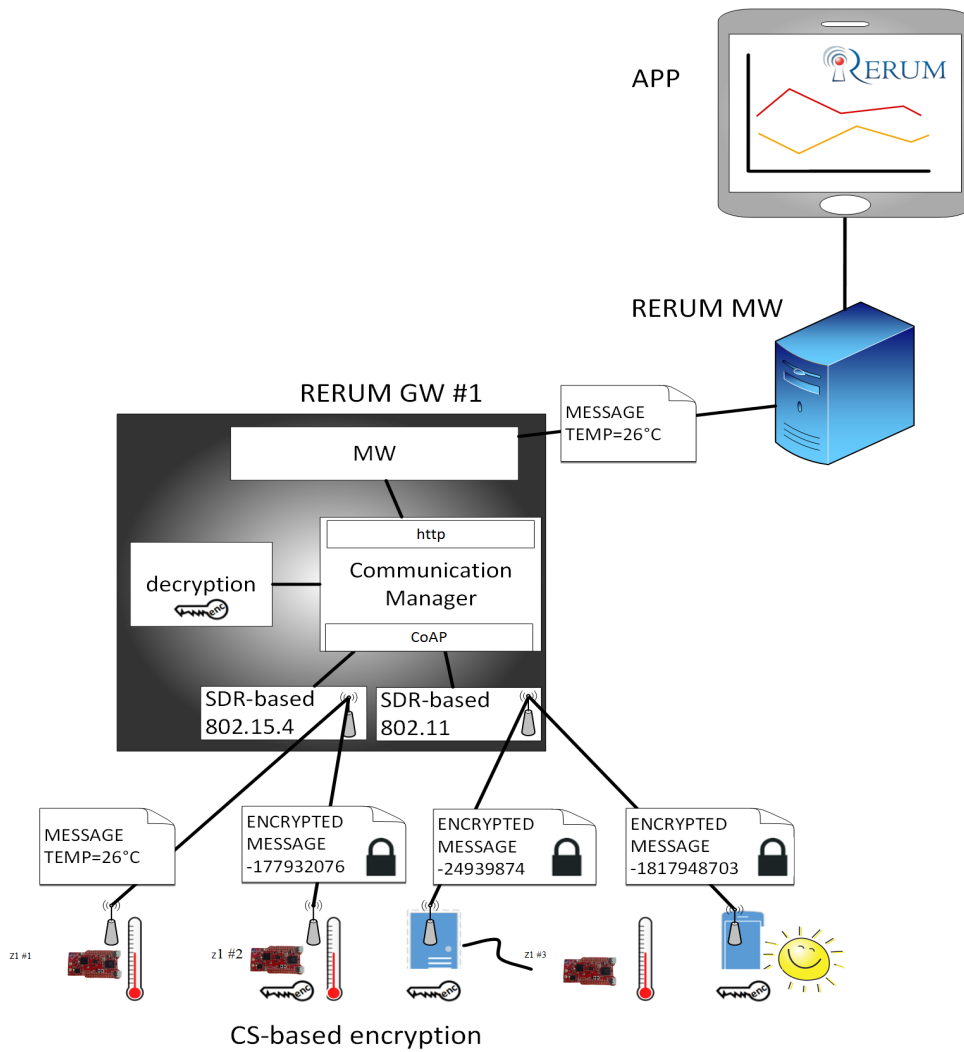 APP
RERUM
RERUM MW
RERUM GW #1
MESSAGE
TEMP=26°C
MW
http
Communication
Manager
decryption
enc
CoAP
SDR-based
802.15.4
SDR-based
802.11
MESSAGE
TEMP=26°C
ENCRYPTED
MESSAGE
-177932076
ENCRYPTED
MESSAGE
-24939874
ENCRYPTED
MESSAGE
-1817948703
Z1 #1
z1 #2
Z1 #3
enc
enc
enc
CS-based encryption